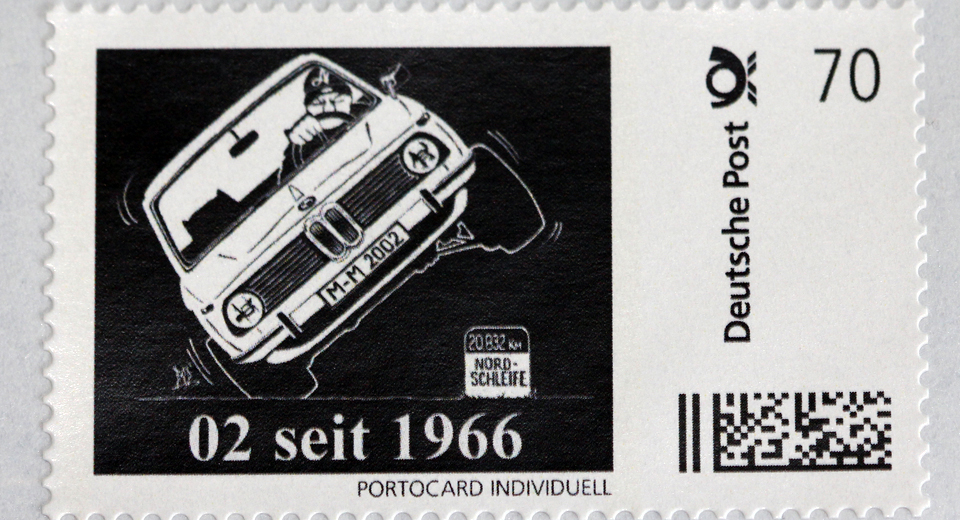 70
Deutsche Post
M-M 2002
20.832 KM
NORD-
SCHLEIFE
02 seit 1966
PORTOCARD INDIVIDUELL